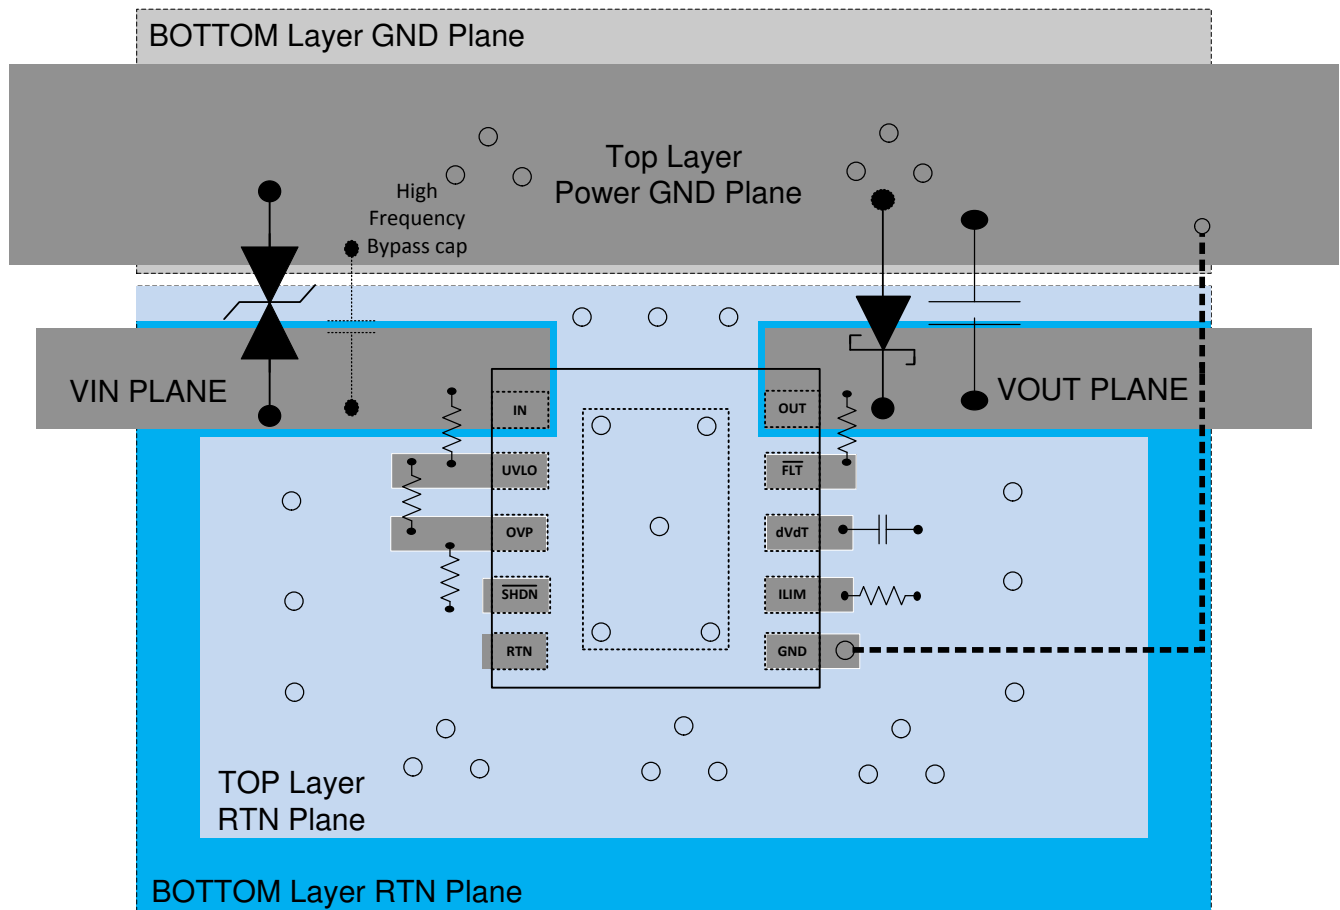 BOTTOM Layer GND Plane
Top Layer
Power GND Plane
High
Frequency
Bypass cap
VIN PLANE
VOUT PLANE
IN
OUT
UVLO
FLT
OVP
dVdT
SHDN
ILIM
RTN
GND
TOP Layer
RTN Plane
BOTTOM Layer RTN Plane